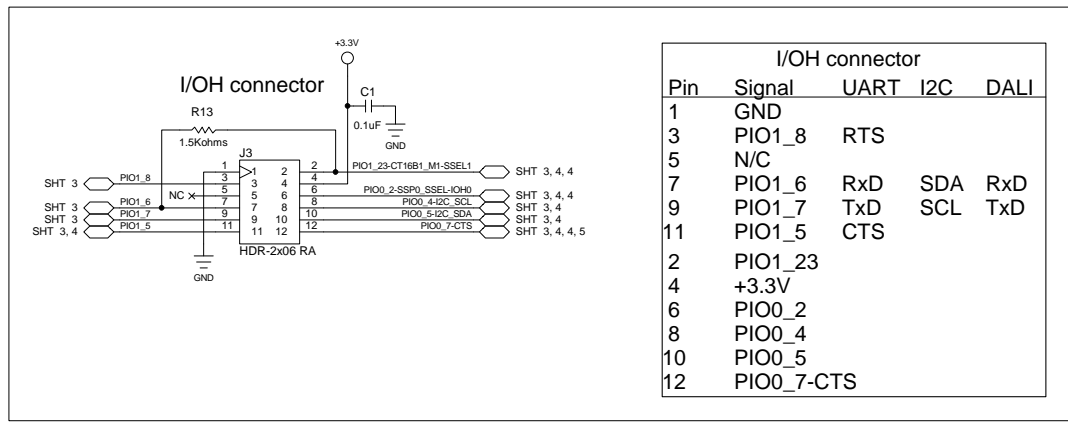 +3.3V
I/OH connector
C1
R13
0.1uF
1.5Kohms
GND
J3
1 1 2 2 PIO1_23-CT16B1_M1-SSEL1 SHT 3, 4, 4
SHT 3 PIO1_8 3 3 4 4
NC 5 5 6 6 PIO0_2-SSP0_SSEL-IOH0 SHT 3, 4, 4
SHT 3 PIO1_6 7 7 8 8 PIO0_4-I2C_SCL SHT 3, 4
SHT 3 PIO1_7 9 9 10 10 PIO0_5-I2C_SDA SHT 3, 4
SHT 3, 4 PIO1_5 11 11 12 12 PIO0_7-CTS SHT 3, 4, 4, 5
HDR-2x06 RA
GND
I/OH connector
Pin Signal UART I2C DALI
1 GND
3 PIO1_8 RTS
5 N/C
7 PIO1_6 RxD SDA RxD
9 PIO1_7 TxD SCL TxD
11 PIO1_5 CTS
2 PIO1_23
4 +3.3V
6 PIO0_2
8 PIO0_4
10 PIO0_5
12 PIO0_7-CTS